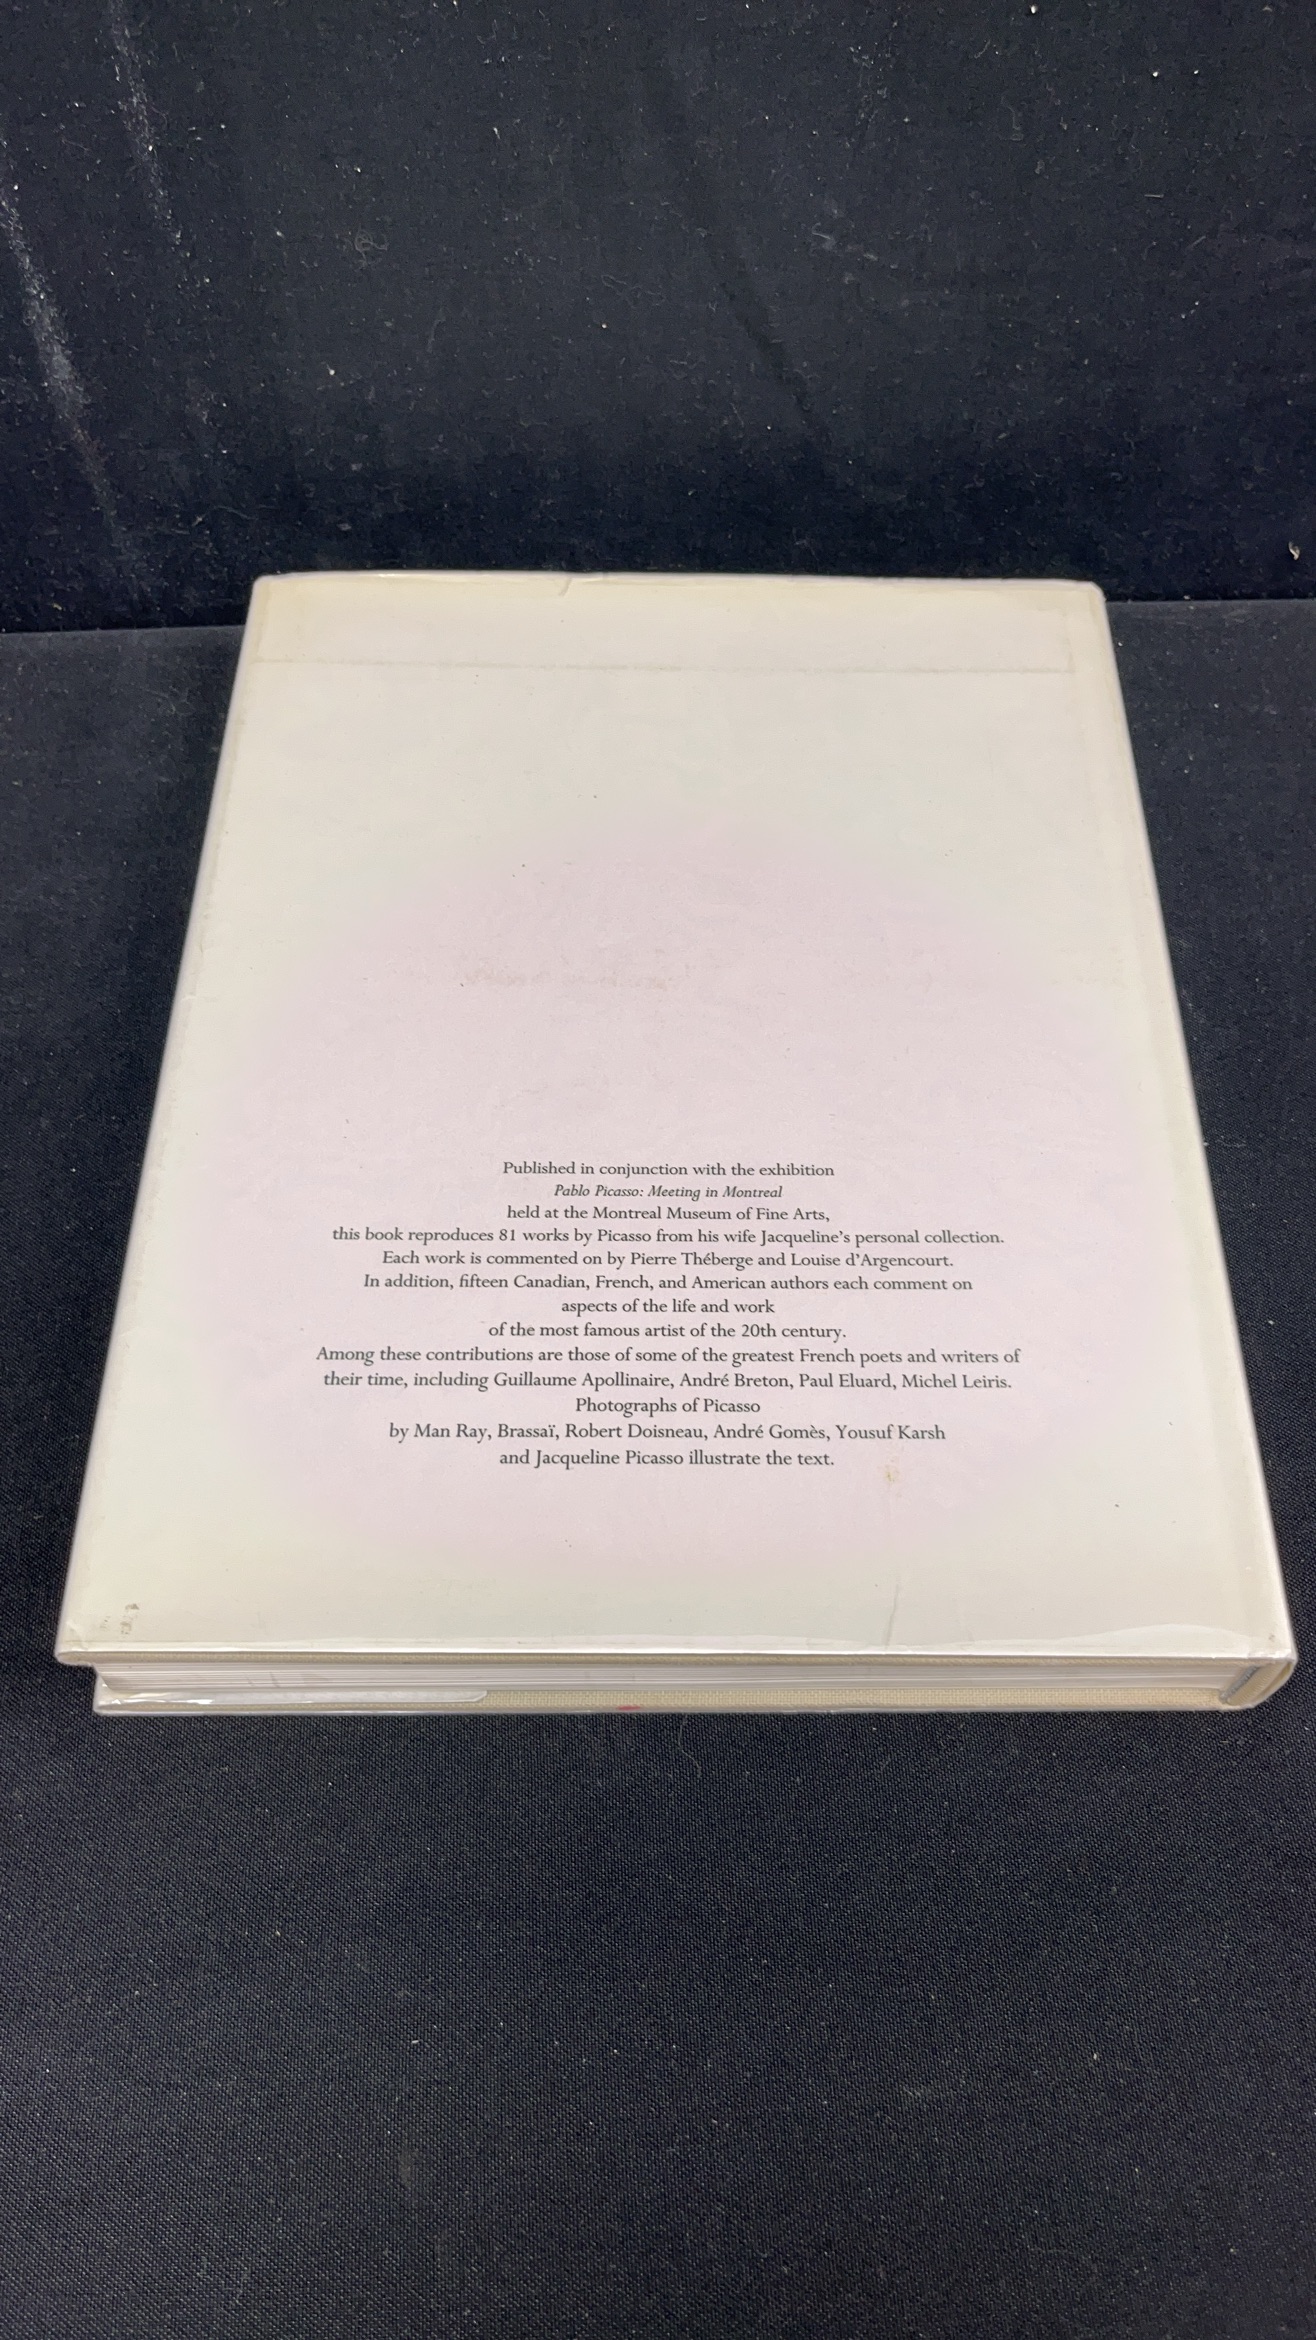 Published in conjunction with the exhibition
Pablo Picasso: Meeting in Montreal
held at the Montreal Museum of Fine Arts,
this book reproduces 81 works by Picasso from his wife Jacqueline's personal collection.
Each work is commented on by Pierre Théberge and Louise d'Argencourt.
In addition, fifteen Canadian, French, and American authors each comment on
aspects of the life and work
of the most famous artist of the 20th century.
Among these contributions are those of some of the greatest French poets and writers of
their time, including Guillaume Apollinaire, André Breton, Paul Eluard, Michel Leiris.
Photographs of Picasso
by Man Ray, Brassaï, Robert Doisneau, André Gomès, Yousuf Karsh
and Jacqueline Picasso illustrate the text.